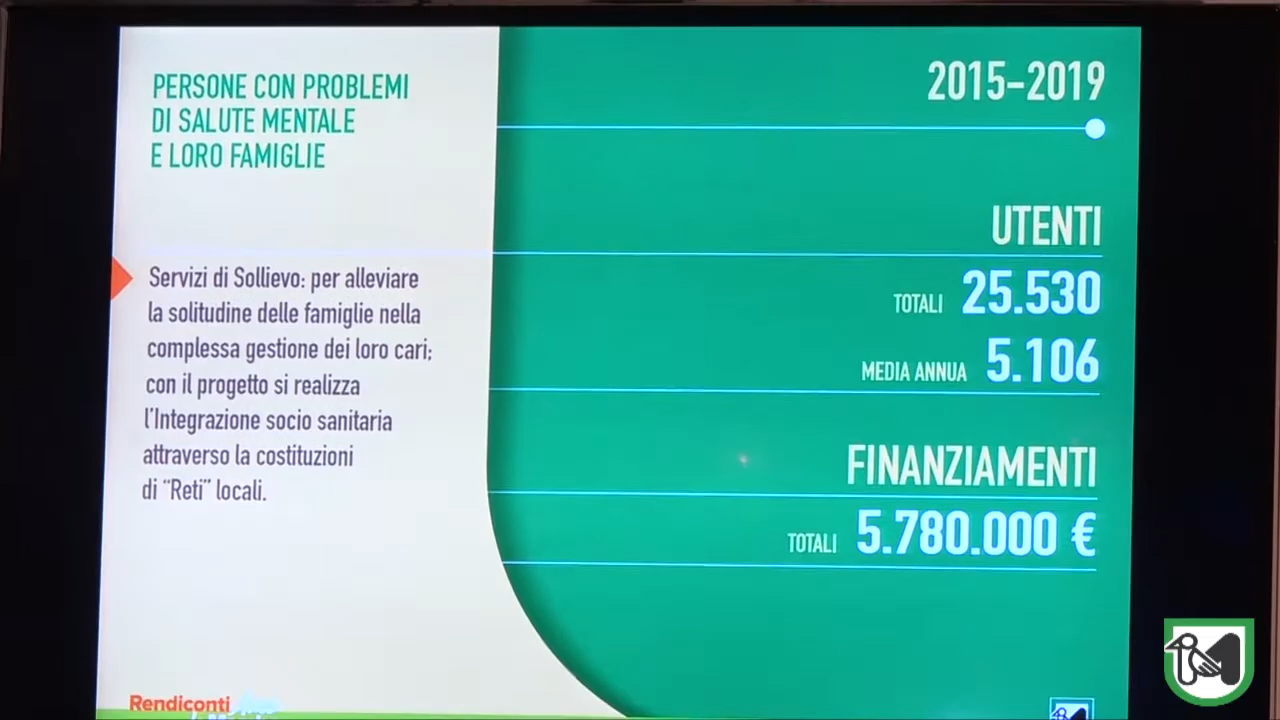 PERSONE CON PROBLEMI
DI SALUTE MENTALE
E LORO FAMIGLIE
Servizi di Sollievo: per alleviare
la solitudine delle famiglie nella
complessa gestione dei loro cari;
con il progetto si realizza
l'Integrazione socio sanitaria
attraverso la costituzioni
di "Reti" locali.
2015-2019
UTENTI
TOTALI 25.530
MEDIA ANNUA 5.106
FINANZIAMENTI
TOTALI 5.780.000 €
Rendiconti